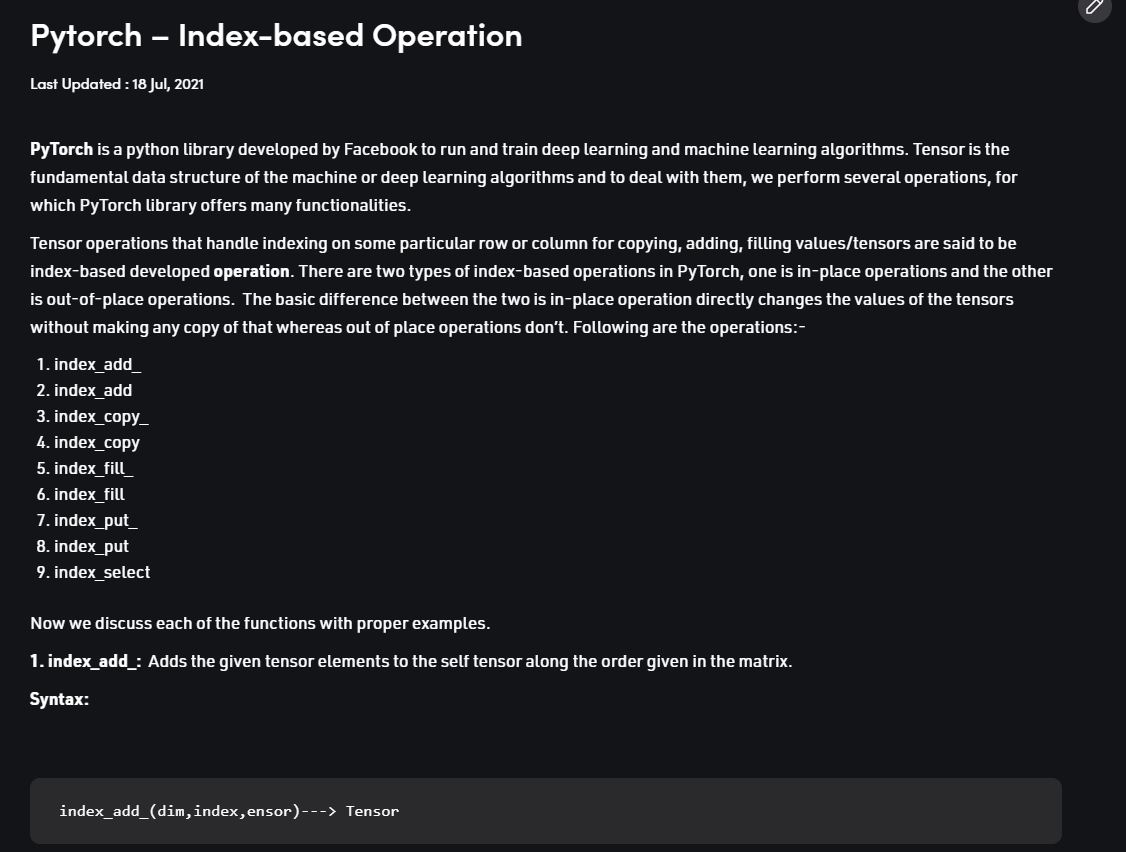 Pytorch – Index-based Operation
Last Updated : 18 Jul, 2021
PyTorch is a python library developed by Facebook to run and train deep learning and machine learning algorithms. Tensor is the
fundamental data structure of the machine or deep learning algorithms and to deal with them, we perform several operations, for
which PyTorch library offers many functionalities.
Tensor operations that handle indexing on some particular row or column for copying, adding, filling values/tensors are said to be
index-based developed operation. There are two types of index-based operations in PyTorch, one is in-place operations and the other
is out-of-place operations.  The basic difference between the two is in-place operation directly changes the values of the tensors
without making any copy of that whereas out of place operations don’t. Following are the operations:-
1. index_add_
2. index_add
3. index_copy_
4. index_copy
5. index_fill_
6. index_fill
7. index_put_
8. index_put
9. index_select
Now we discuss each of the functions with proper examples.
1. index_add_:  Adds the given tensor elements to the self tensor along the order given in the matrix.
Syntax:
index_add_(dim,index,ensor)---> Tensor